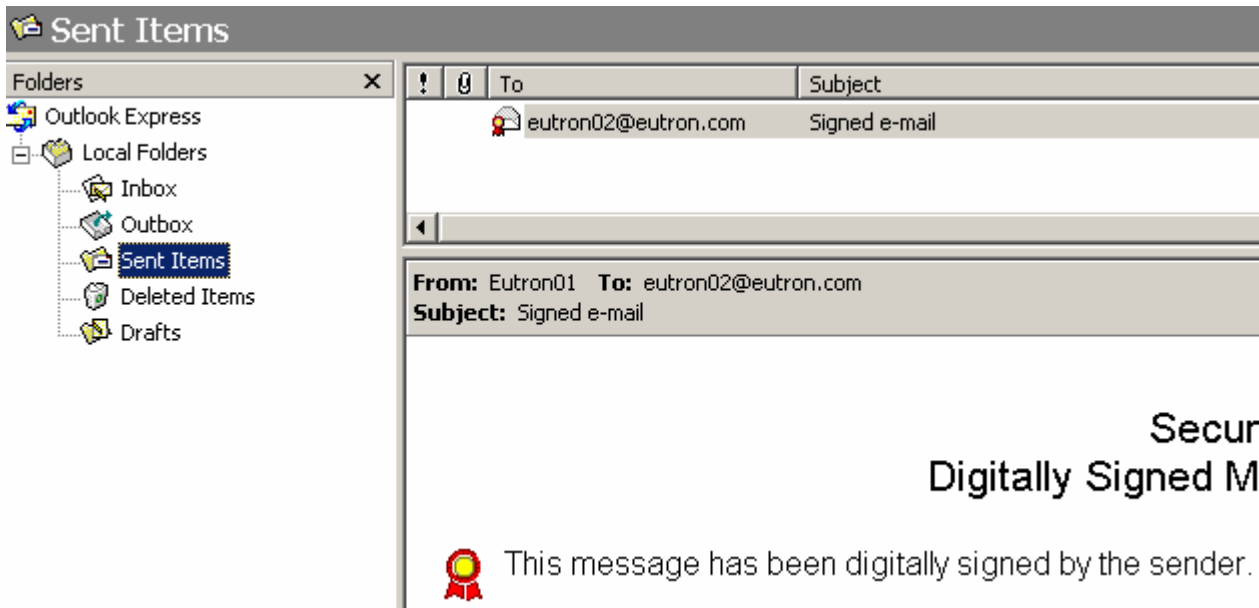 Sent Items
Folders
Outlook Express
Local Folders
Inbox
Outbox
Sent Items
Deleted Items
Drafts
! To Subject
eutron02@eutron.com Signed e-mail
From: Eutron01 To: eutron02@eutron.com
Subject: Signed e-mail
Secur
Digitally Signed M
This message has been digitally signed by the sender.